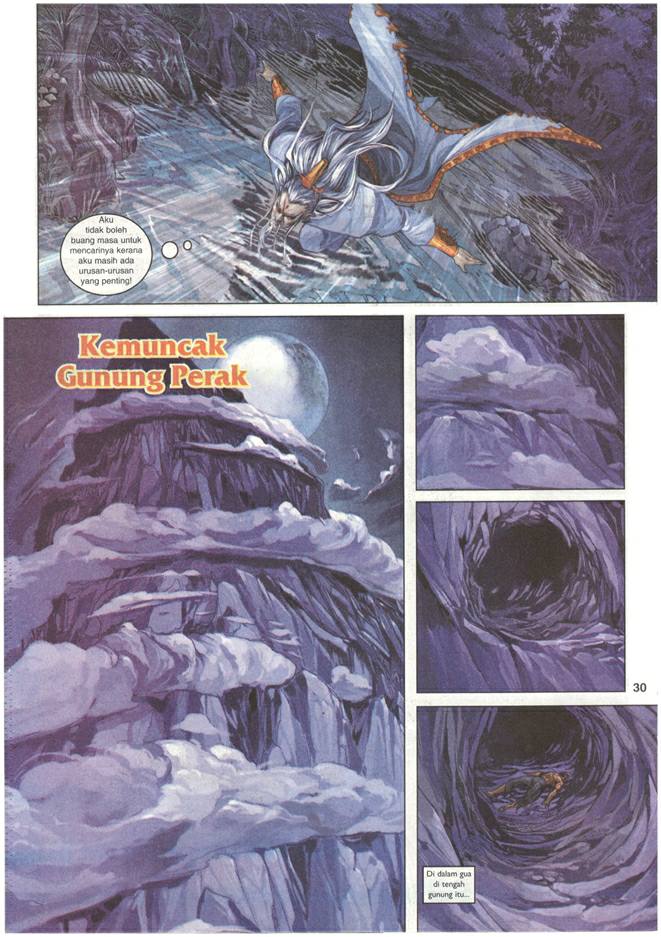 Aku
tidak boleh
buang masa untuk
mencarinya kerana
aku masih ada
urusan-urusan
yang penting!
Kemuncak
Gunung Perak
30
Di dalam gua
di tengah
gunung itu...